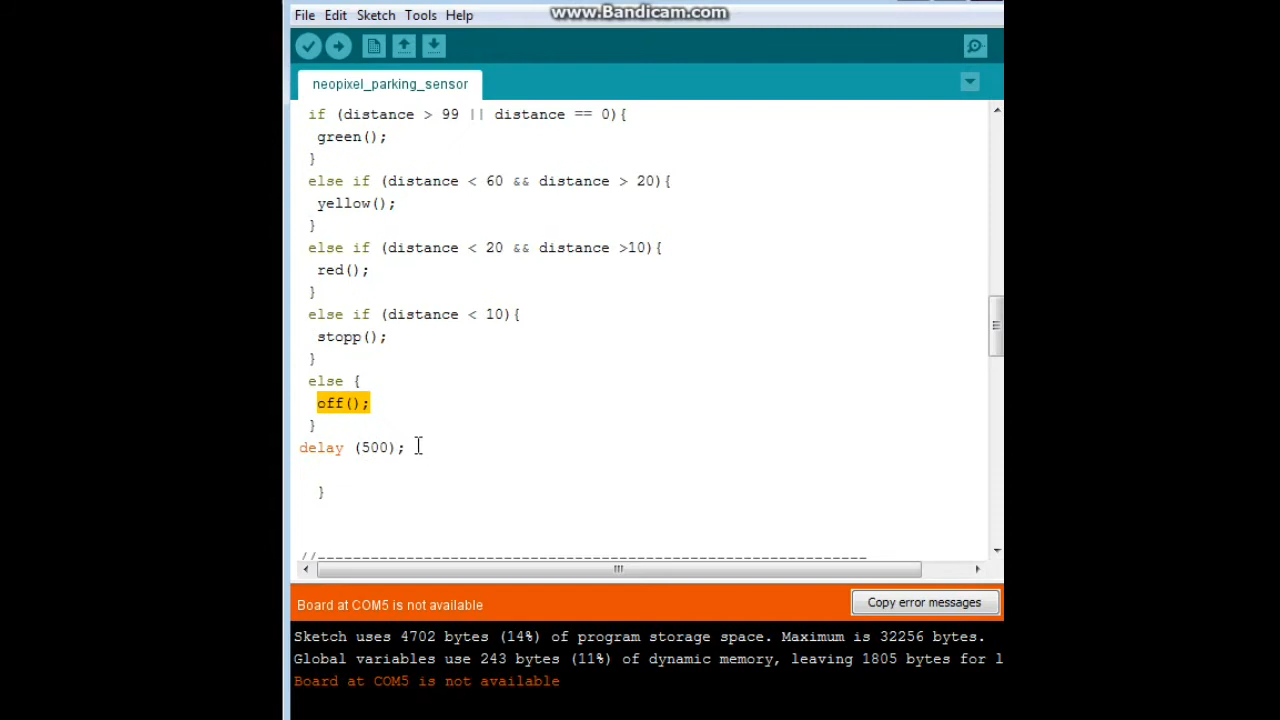 www.Bandicam.com
File Edit Sketch Tools Help
neopixel_parking_sensor
if (distance > 99 || distance == 0){
green();
}
else if (distance < 60 && distance > 20){
yellow();
}
else if (distance < 20 && distance >10){
red();
}
else if (distance < 10){
stopp();
}
else {
off();
}
delay (500);
}
//--------------------------------------------------------------
Board at COM5 is not available
Copy error messages
Sketch uses 4702 bytes (14%) of program storage space. Maximum is 32256 bytes.
Global variables use 243 bytes (11%) of dynamic memory, leaving 1805 bytes for l
Board at COM5 is not available